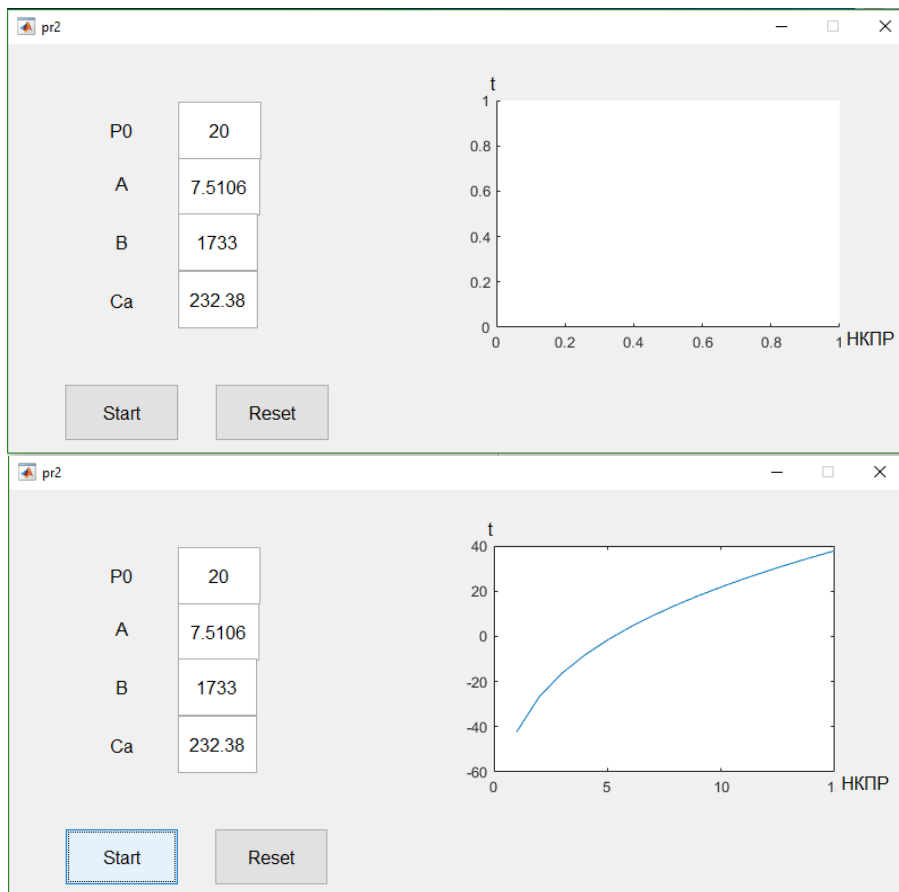 pr2
P0 20
A 7.5106
B 1733
Ca 232.38
Start Reset
t
1
0.8
0.6
0.4
0.2
0
0 0.2 0.4 0.6 0.8 1 НКПР
pr2
P0 20
A 7.5106
B 1733
Ca 232.38
Start Reset
t
40
20
0
-20
-40
-60
0 5 10 1 НКПР